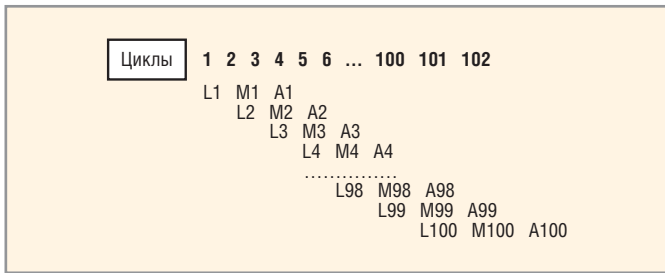 Циклы 1 2 3 4 5 6 ... 100 101 102
L1 M1 A1
L2 M2 A2
L3 M3 A3
L4 M4 A4
...............
L98 M98 A98
L99 M99 A99
L100 M100 A100